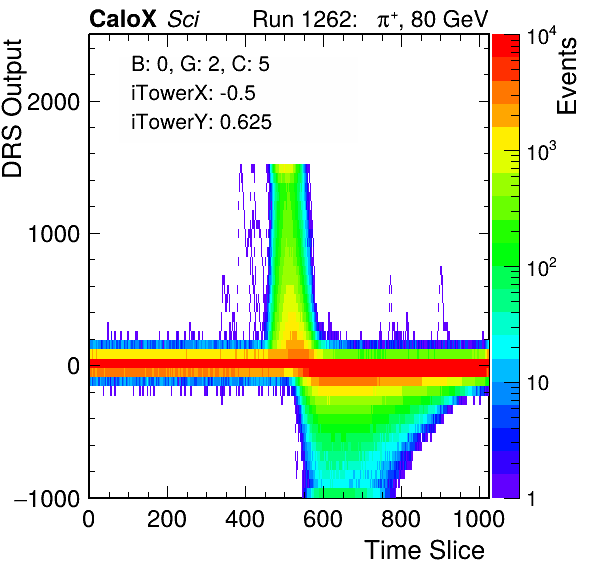 CaloX Sci Run 1262: π⁺, 80 GeV
B: 0, G: 2, C: 5
iTowerX: -0.5
iTowerY: 0.625
DRS Output
2000
1000
0
−1000
0 200 400 600 800 1000
Time Slice
Events
10⁴
10³
10²
10
1